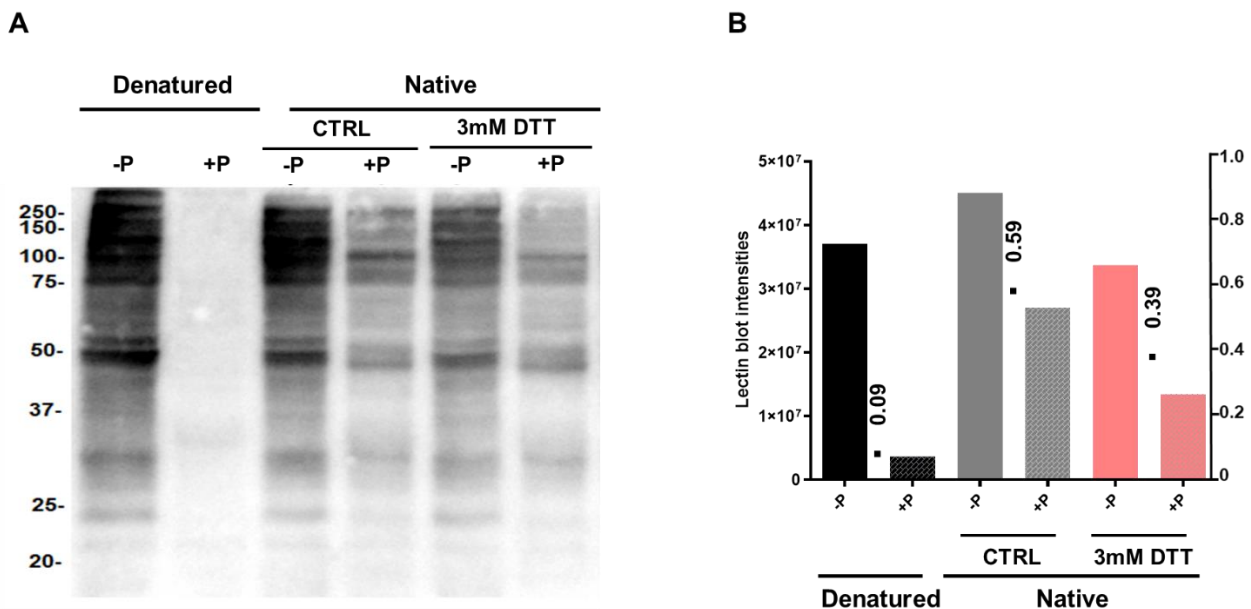 A
Denatured Native
CTRL 3mM DTT
-P +P -P +P -P +P
250-
150-
100-
75-
50-
37-
25-
20-
B
Lectin blot intensities
5×10⁷
4×10⁷
3×10⁷
2×10⁷
1×10⁷
0
0.09
0.59
0.39
1.0
0.8
0.6
0.4
0.2
0
-P +P -P +P -P +P
CTRL 3mM DTT
Denatured Native